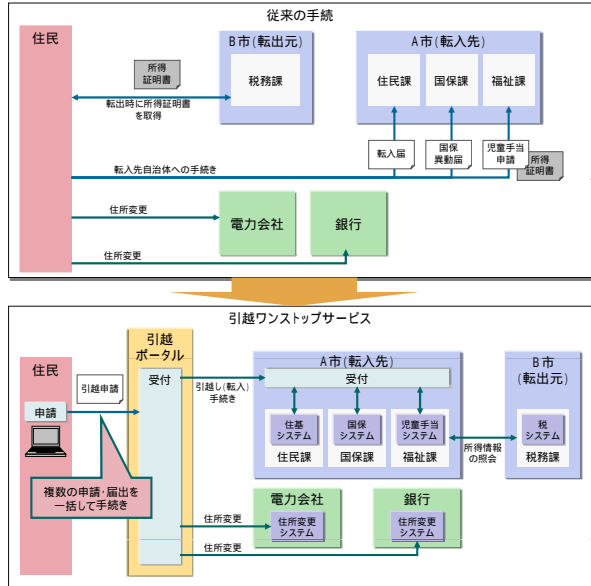 従来の手続
住民
B市(転出元)
税務課
所得
証明書
転出時に所得証明書
を取得
A市(転入先)
住民課
国保課
福祉課
転入届
国保
異動届
児童手当
申請
所得
証明書
転入先自治体への手続き
住所変更
電力会社
銀行
住所変更
引越ワンストップサービス
住民
申請
引越申請
複数の申請・届出を
一括して手続き
引越
ポータル
受付
引越し(転入)
手続き
A市(転入先)
受付
住基
システム
国保
システム
児童手当
システム
住民課
国保課
福祉課
所得情報
の照会
B市
(転出元)
税
システム
税務課
住所変更
電力会社
住所変更
システム
銀行
住所変更
システム
住所変更